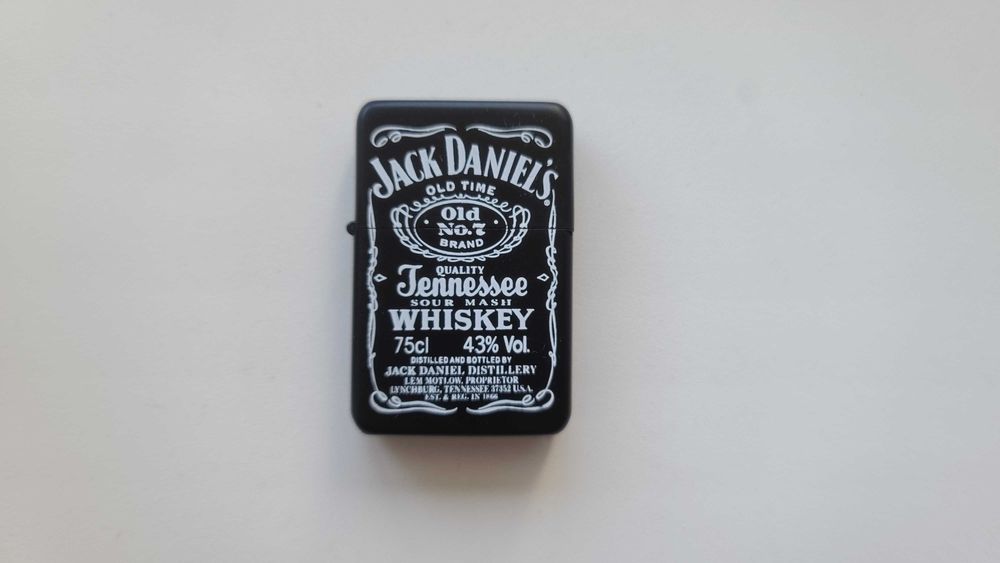 JACK DANIEL'S
OLD TIME
Old
No.7
BRAND
QUALITY
Tennessee
SOUR MASH
WHISKEY
75cl 43% Vol.
DISTILLED AND BOTTLED BY
JACK DANIEL DISTILLERY
LEM MOTLOW, PROPRIETOR
LYNCHBURG, TENNESSEE 37352 U.S.A.
EST. & REG. IN 1866